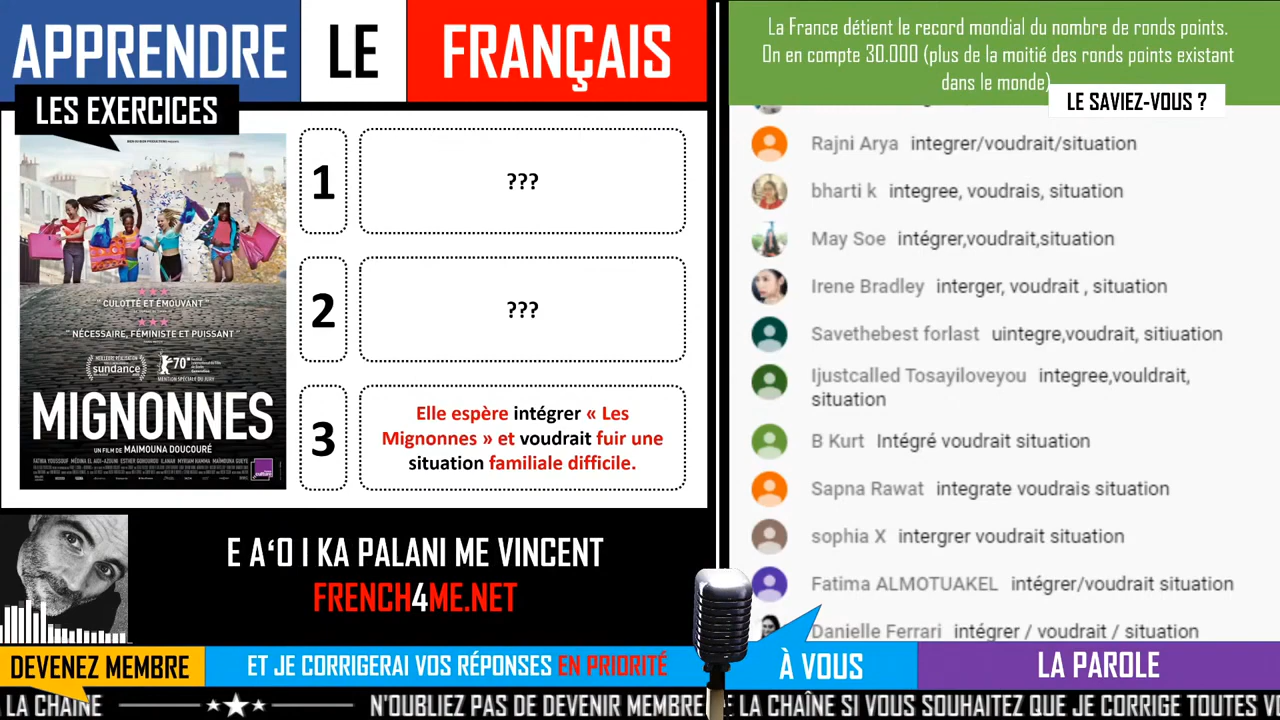 APPRENDRE LE FRANÇAIS
LES EXERCICES
CULOTTÉ ET ÉMOUVANT
NÉCESSAIRE, FÉMINISTE ET PUISSANT
sundance
70
MIGNONNES
UN FILM DE MAIMOUNA DOUCOURÉ
1
???
2
???
3
Elle espère intégrer « Les
Mignonnes » et voudrait fuir une
situation familiale difficile.
E AʻO I KA PALANI ME VINCENT
FRENCH4ME.NET
DEVENEZ MEMBRE
ET JE CORRIGERAI VOS RÉPONSES EN PRIORITÉ
La France détient le record mondial du nombre de ronds points.
On en compte 30.000 (plus de la moitié des ronds points existant
dans le monde)
LE SAVIEZ-VOUS ?
Rajni Arya integrer/voudrait/situation
bharti k integree, voudrais, situation
May Soe intégrer,voudrait,situation
Irene Bradley interger, voudrait , situation
Savethebest forlast uintegre,voudrait, sitiuation
Ijustcalled Tosayiloveyou integree,vouldrait,
situation
B Kurt Intégré voudrait situation
Sapna Rawat integrate voudrais situation
sophia X intergrer voudrait situation
Fatima ALMOTUAKEL intégrer/voudrait situation
Danielle Ferrari intégrer / voudrait / situation
À VOUS
LA PAROLE
LA CHAÎNE
N'OUBLIEZ PAS DE DEVENIR MEMBRE
E LA CHAÎNE SI VOUS SOUHAITEZ QUE JE CORRIGE TOUTES V